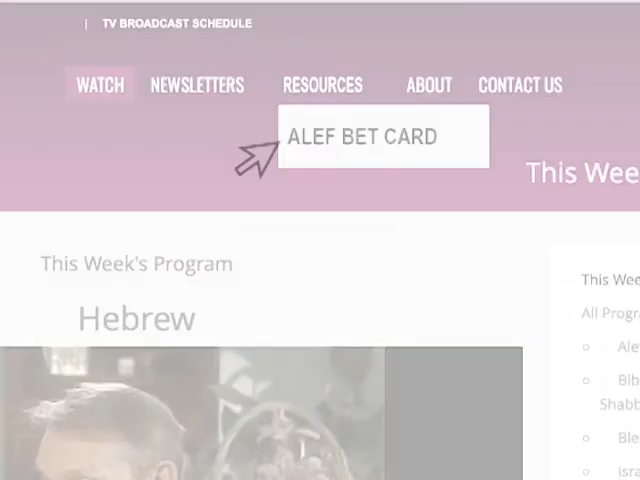 | TV BROADCAST SCHEDULE
WATCH NEWSLETTERS RESOURCES ABOUT CONTACT US
ALEF BET CARD
This Wee
This Week's Program
Hebrew
This Wee
All Progra
Ale
Bib
Shabb
Ble
Isra